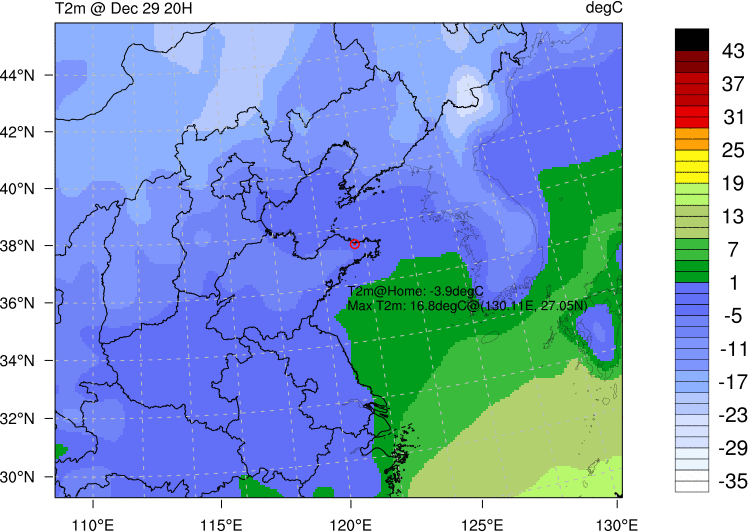 T2m @ Dec 29 20H
degC
44°N
42°N
40°N
38°N
36°N
34°N
32°N
30°N
T2m@Home: -3.9degC
Max T2m: 16.8degC@(130.11E, 27.05N)
110°E
115°E
120°E
125°E
130°E
43
37
31
25
19
13
7
1
-5
-11
-17
-23
-29
-35